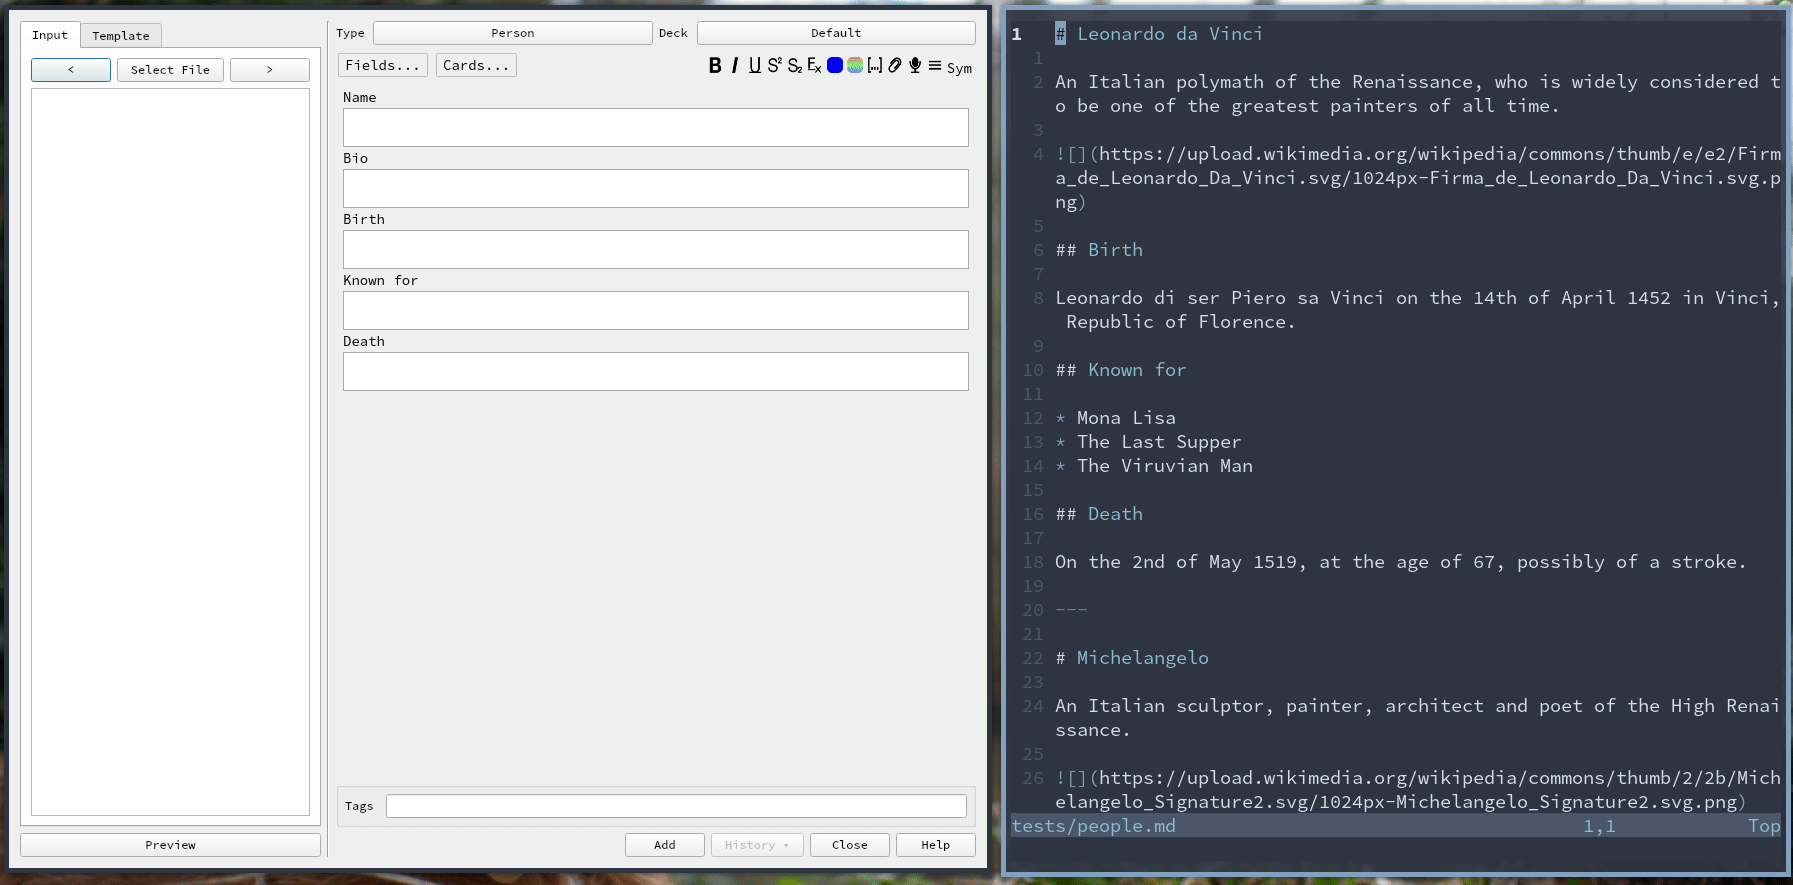 Input
Template
<
Select File
>
Preview
Type
Person
Deck
Default
Fields...
Cards...
B I U S² S₂ Ex [...] Sym
Name
Bio
Birth
Known for
Death
Tags
Add
History ▾
Close
Help
1 # Leonardo da Vinci
1
2 An Italian polymath of the Renaissance, who is widely considered t
o be one of the greatest painters of all time.
3
4 ![](https://upload.wikimedia.org/wikipedia/commons/thumb/e/e2/Firm
a_de_Leonardo_Da_Vinci.svg/1024px-Firma_de_Leonardo_Da_Vinci.svg.p
ng)
5
6 ## Birth
7
8 Leonardo di ser Piero sa Vinci on the 14th of April 1452 in Vinci,
Republic of Florence.
9
10 ## Known for
11
12 * Mona Lisa
13 * The Last Supper
14 * The Viruvian Man
15
16 ## Death
17
18 On the 2nd of May 1519, at the age of 67, possibly of a stroke.
19
20 ---
21
22 # Michelangelo
23
24 An Italian sculptor, painter, architect and poet of the High Renai
ssance.
25
26 ![](https://upload.wikimedia.org/wikipedia/commons/thumb/2/2b/Mich
elangelo_Signature2.svg/1024px-Michelangelo_Signature2.svg.png)
tests/people.md 1,1 Top